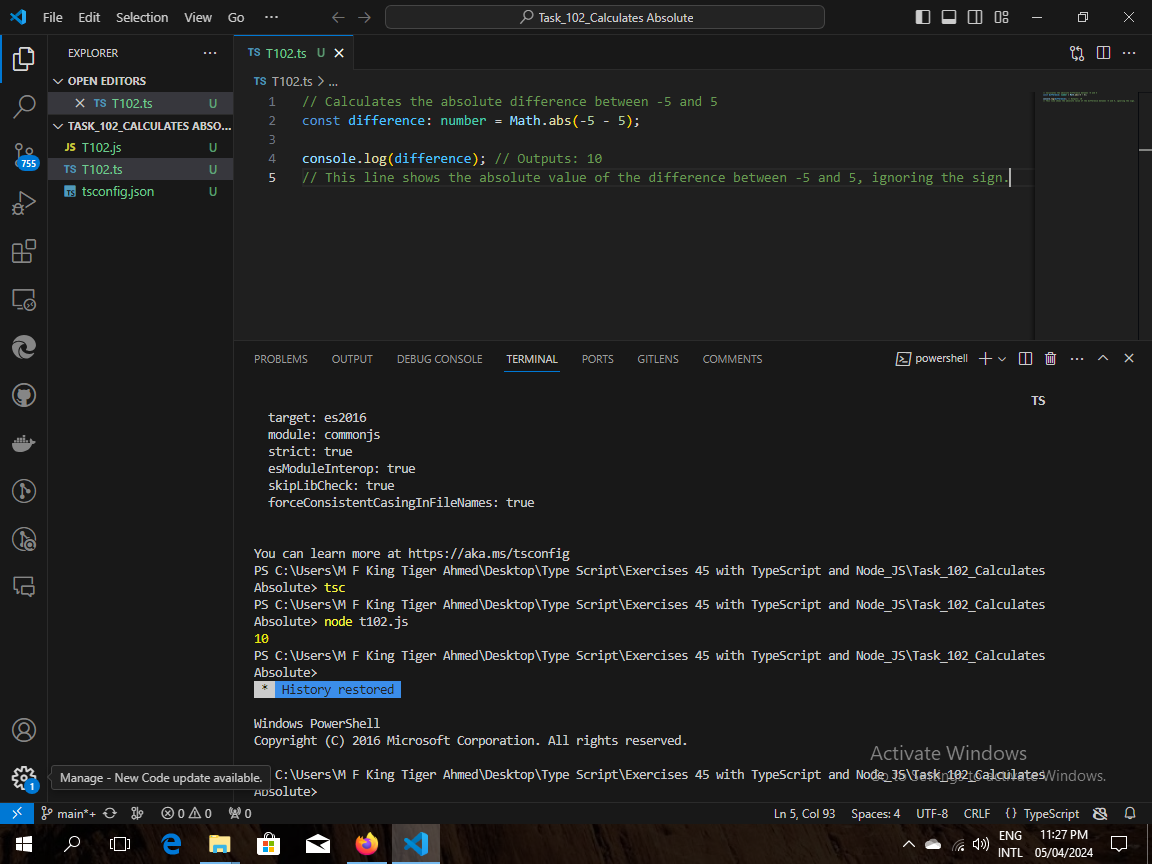 File Edit Selection View Go ··· Task_102_Calculates Absolute
EXPLORER
OPEN EDITORS
TS T102.ts U
TASK_102_CALCULATES ABSO...
JS T102.js U
TS T102.ts U
TS tsconfig.json U
755
TS T102.ts U
TS T102.ts > ...
1 // Calculates the absolute difference between -5 and 5
2 const difference: number = Math.abs(-5 - 5);
3
4 console.log(difference); // Outputs: 10
5 // This line shows the absolute value of the difference between -5 and 5, ignoring the sign.
PROBLEMS OUTPUT DEBUG CONSOLE TERMINAL PORTS GITLENS COMMENTS powershell
TS
target: es2016
module: commonjs
strict: true
esModuleInterop: true
skipLibCheck: true
forceConsistentCasingInFileNames: true
You can learn more at https://aka.ms/tsconfig
PS C:\Users\M F King Tiger Ahmed\Desktop\Type Script\Exercises 45 with TypeScript and Node_JS\Task_102_Calculates
Absolute> tsc
PS C:\Users\M F King Tiger Ahmed\Desktop\Type Script\Exercises 45 with TypeScript and Node_JS\Task_102_Calculates
Absolute> node t102.js
10
PS C:\Users\M F King Tiger Ahmed\Desktop\Type Script\Exercises 45 with TypeScript and Node_JS\Task_102_Calculates
Absolute>
* History restored
Windows PowerShell
Copyright (C) 2016 Microsoft Corporation. All rights reserved.
C:\Users\M F King Tiger Ahmed\Desktop\Type Script\Exercises 45 with TypeScript and Node_JS\Task_102_Calculates
Absolute>
Activate Windows
Go to Settings to activate Windows.
Manage - New Code update available.
1
main*+ 0 0 0 Ln 5, Col 93 Spaces: 4 UTF-8 CRLF {} TypeScript
ENG 11:27 PM
INTL 05/04/2024